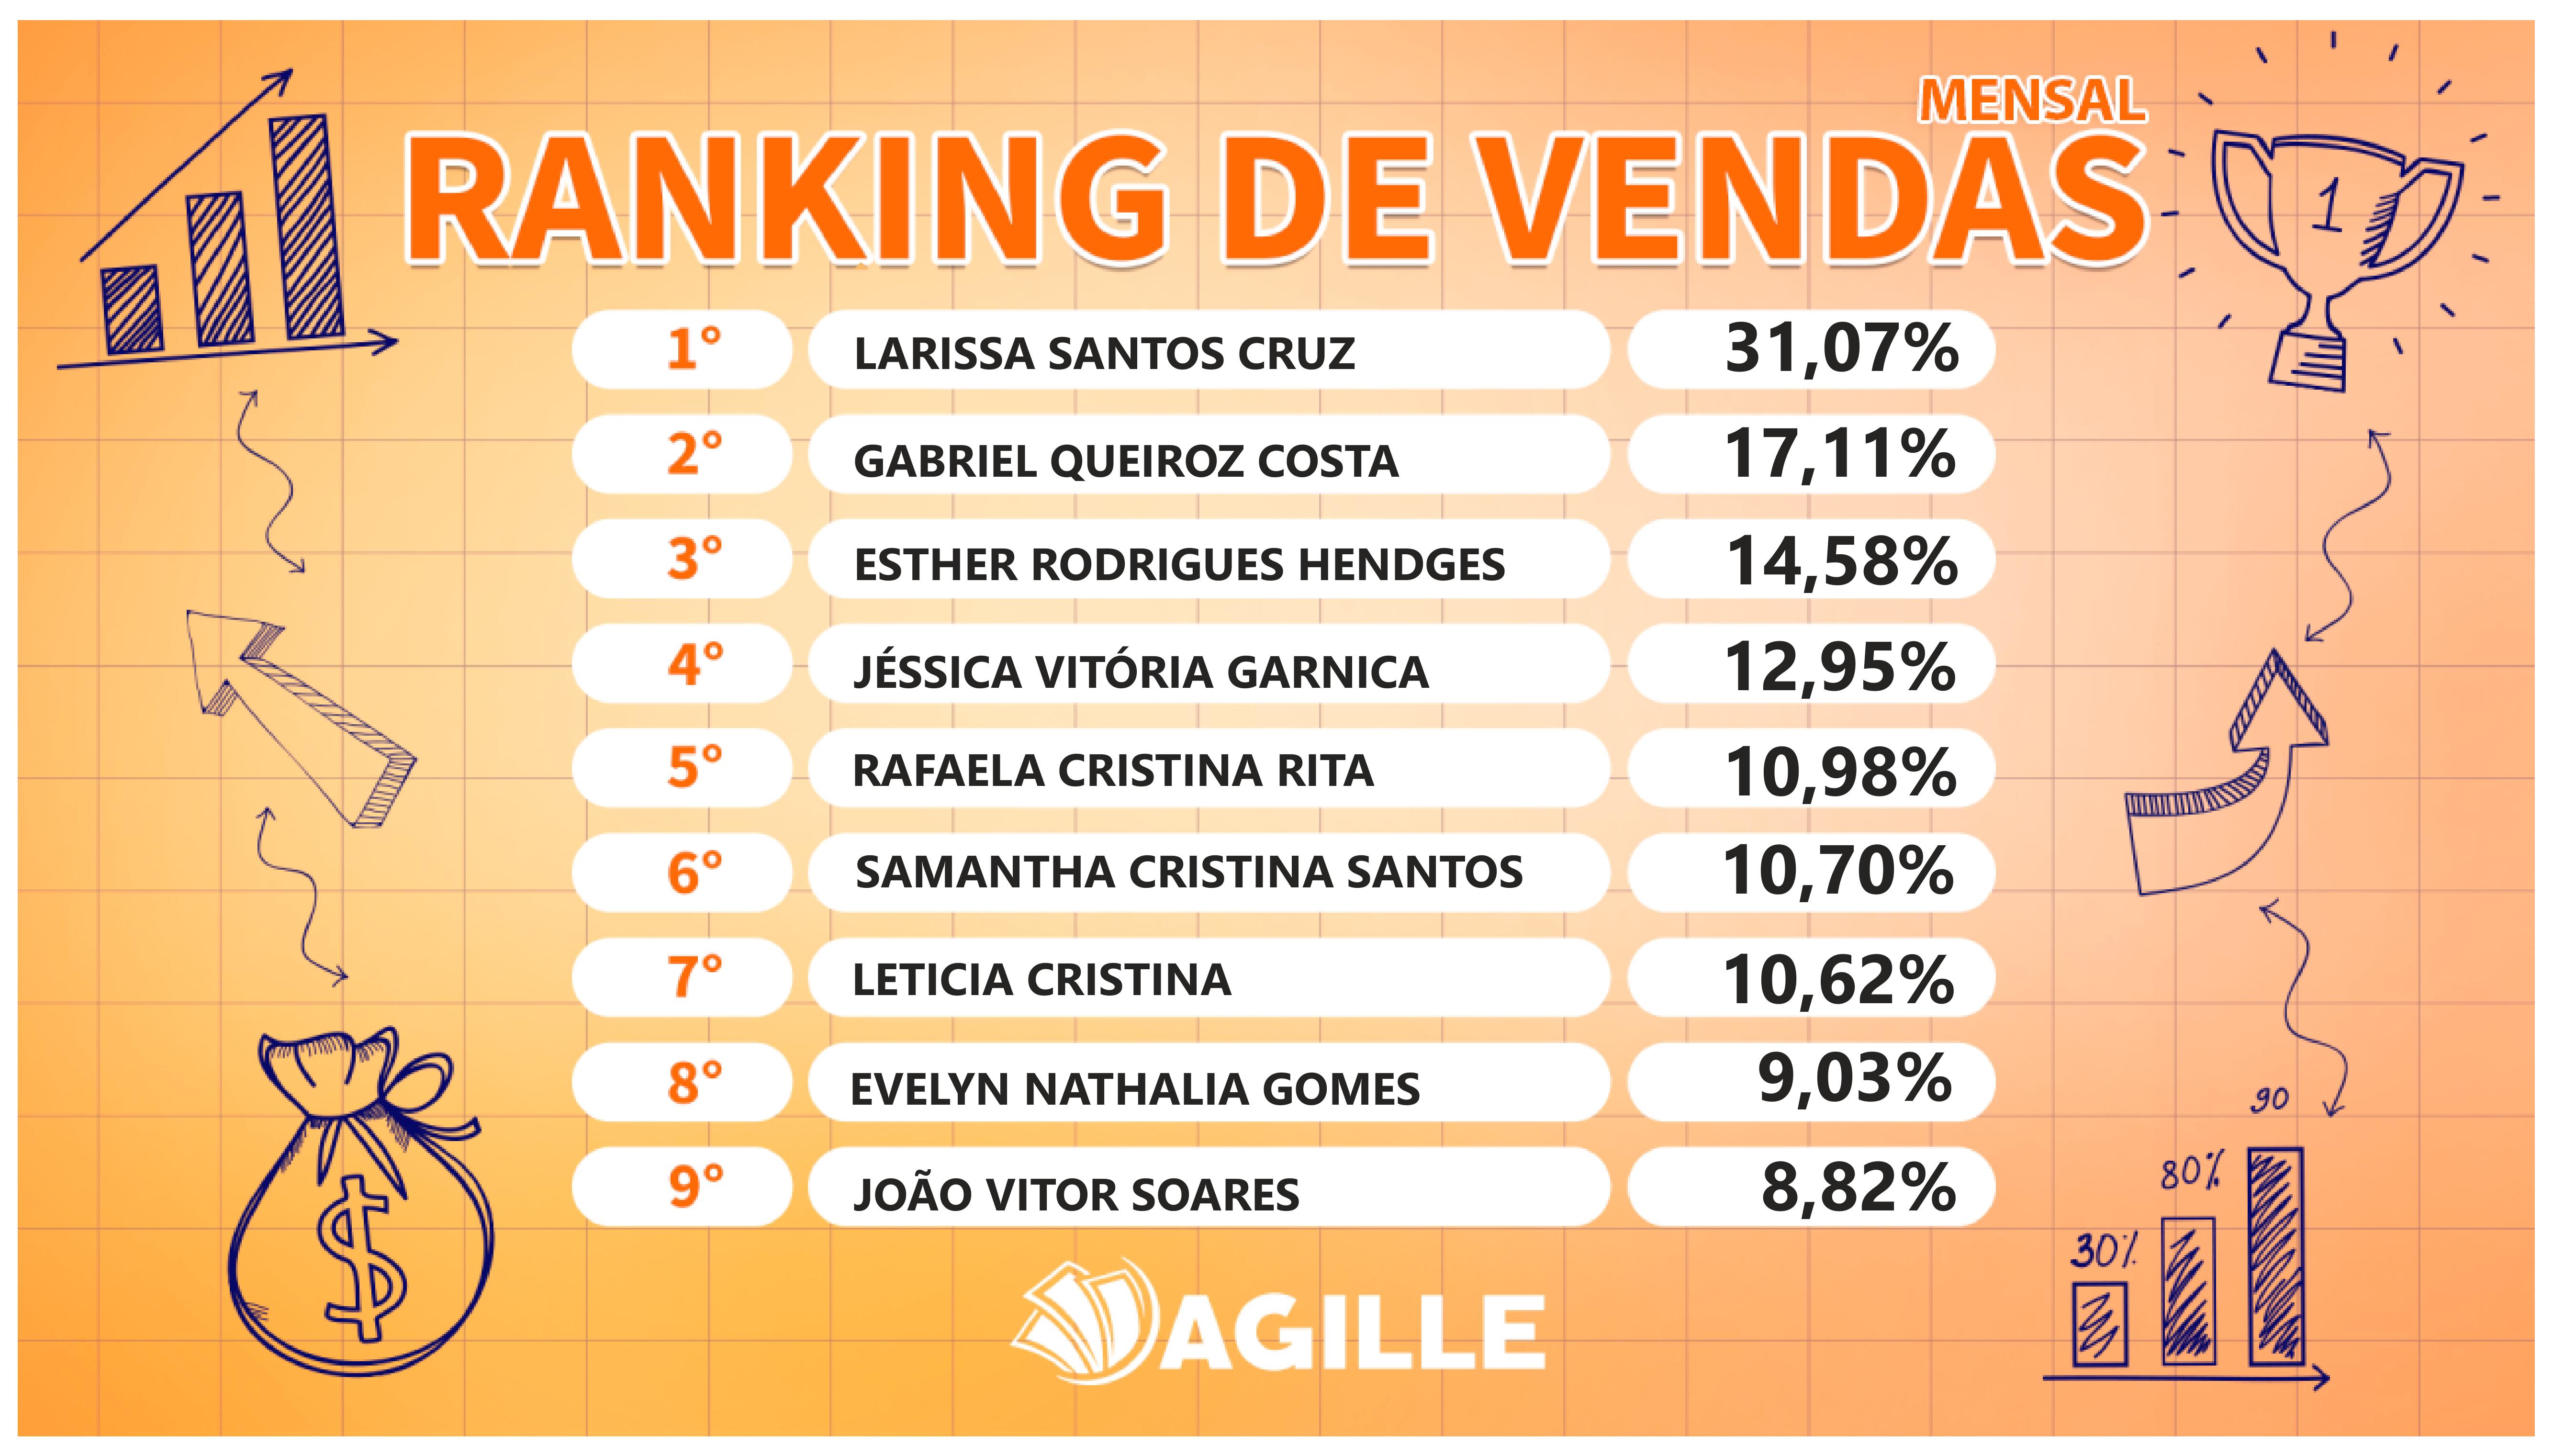 MENSAL
RANKING DE VENDAS
1° LARISSA SANTOS CRUZ 31,07%
2° GABRIEL QUEIROZ COSTA 17,11%
3° ESTHER RODRIGUES HENDGES 14,58%
4° JÉSSICA VITÓRIA GARNICA 12,95%
5° RAFAELA CRISTINA RITA 10,98%
6° SAMANTHA CRISTINA SANTOS 10,70%
7° LETICIA CRISTINA 10,62%
8° EVELYN NATHALIA GOMES 9,03%
9° JOÃO VITOR SOARES 8,82%
AGILLE
1
$
30%
80%
90